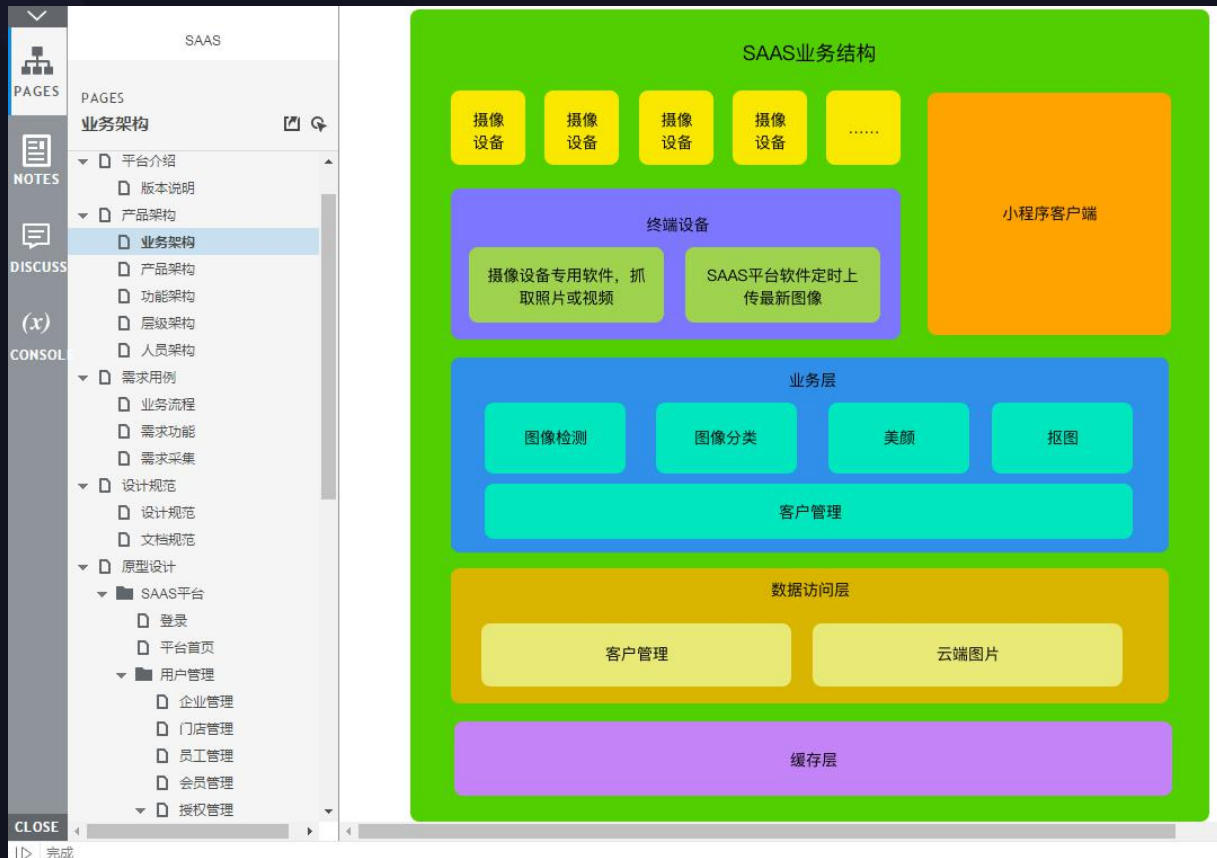 PAGES
NOTES
DISCUSS
(x)
CONSOL
CLOSE
SAAS
PAGES
业务架构
平台介绍
版本说明
产品架构
业务架构
产品架构
功能架构
层级架构
人员架构
需求用例
业务流程
需求功能
需求采集
设计规范
设计规范
文档规范
原型设计
SAAS平台
登录
平台首页
用户管理
企业管理
门店管理
员工管理
会员管理
授权管理
完成
SAAS业务结构
摄像
设备
摄像
设备
摄像
设备
摄像
设备
……
小程序客户端
终端设备
摄像设备专用软件，抓
取照片或视频
SAAS平台软件定时上
传最新图像
业务层
图像检测
图像分类
美颜
抠图
客户管理
数据访问层
客户管理
云端图片
缓存层